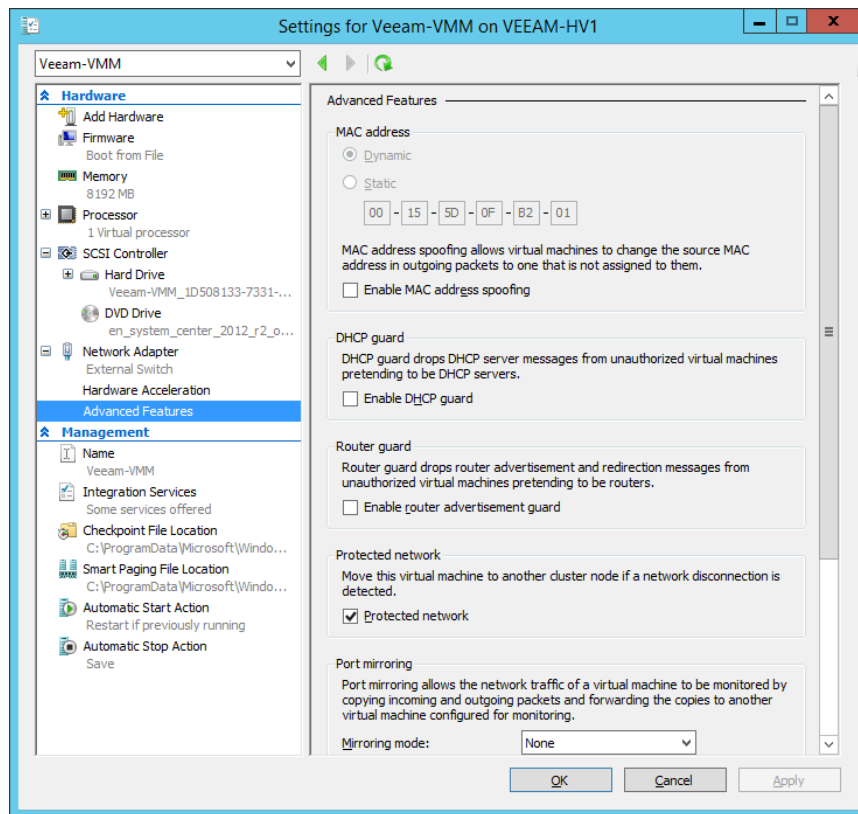 Settings for Veeam-VMM on VEEAM-HV1
Veeam-VMM
Hardware
Add Hardware
Firmware
Boot from File
Memory
8192 MB
Processor
1 Virtual processor
SCSI Controller
Hard Drive
Veeam-VMM_1D508133-7331-...
DVD Drive
en_system_center_2012_r2_o...
Network Adapter
External Switch
Hardware Acceleration
Advanced Features
Management
Name
Veeam-VMM
Integration Services
Some services offered
Checkpoint File Location
C:\ProgramData\Microsoft\Windo...
Smart Paging File Location
C:\ProgramData\Microsoft\Windo...
Automatic Start Action
Restart if previously running
Automatic Stop Action
Save
Advanced Features
MAC address
Dynamic
Static
00 - 15 - 5D - 0F - B2 - 01
MAC address spoofing allows virtual machines to change the source MAC
address in outgoing packets to one that is not assigned to them.
Enable MAC address spoofing
DHCP guard
DHCP guard drops DHCP server messages from unauthorized virtual machines
pretending to be DHCP servers.
Enable DHCP guard
Router guard
Router guard drops router advertisement and redirection messages from
unauthorized virtual machines pretending to be routers.
Enable router advertisement guard
Protected network
Move this virtual machine to another cluster node if a network disconnection is
detected.
Protected network
Port mirroring
Port mirroring allows the network traffic of a virtual machine to be monitored by
copying incoming and outgoing packets and forwarding the copies to another
virtual machine configured for monitoring.
Mirroring mode: None
OK Cancel Apply